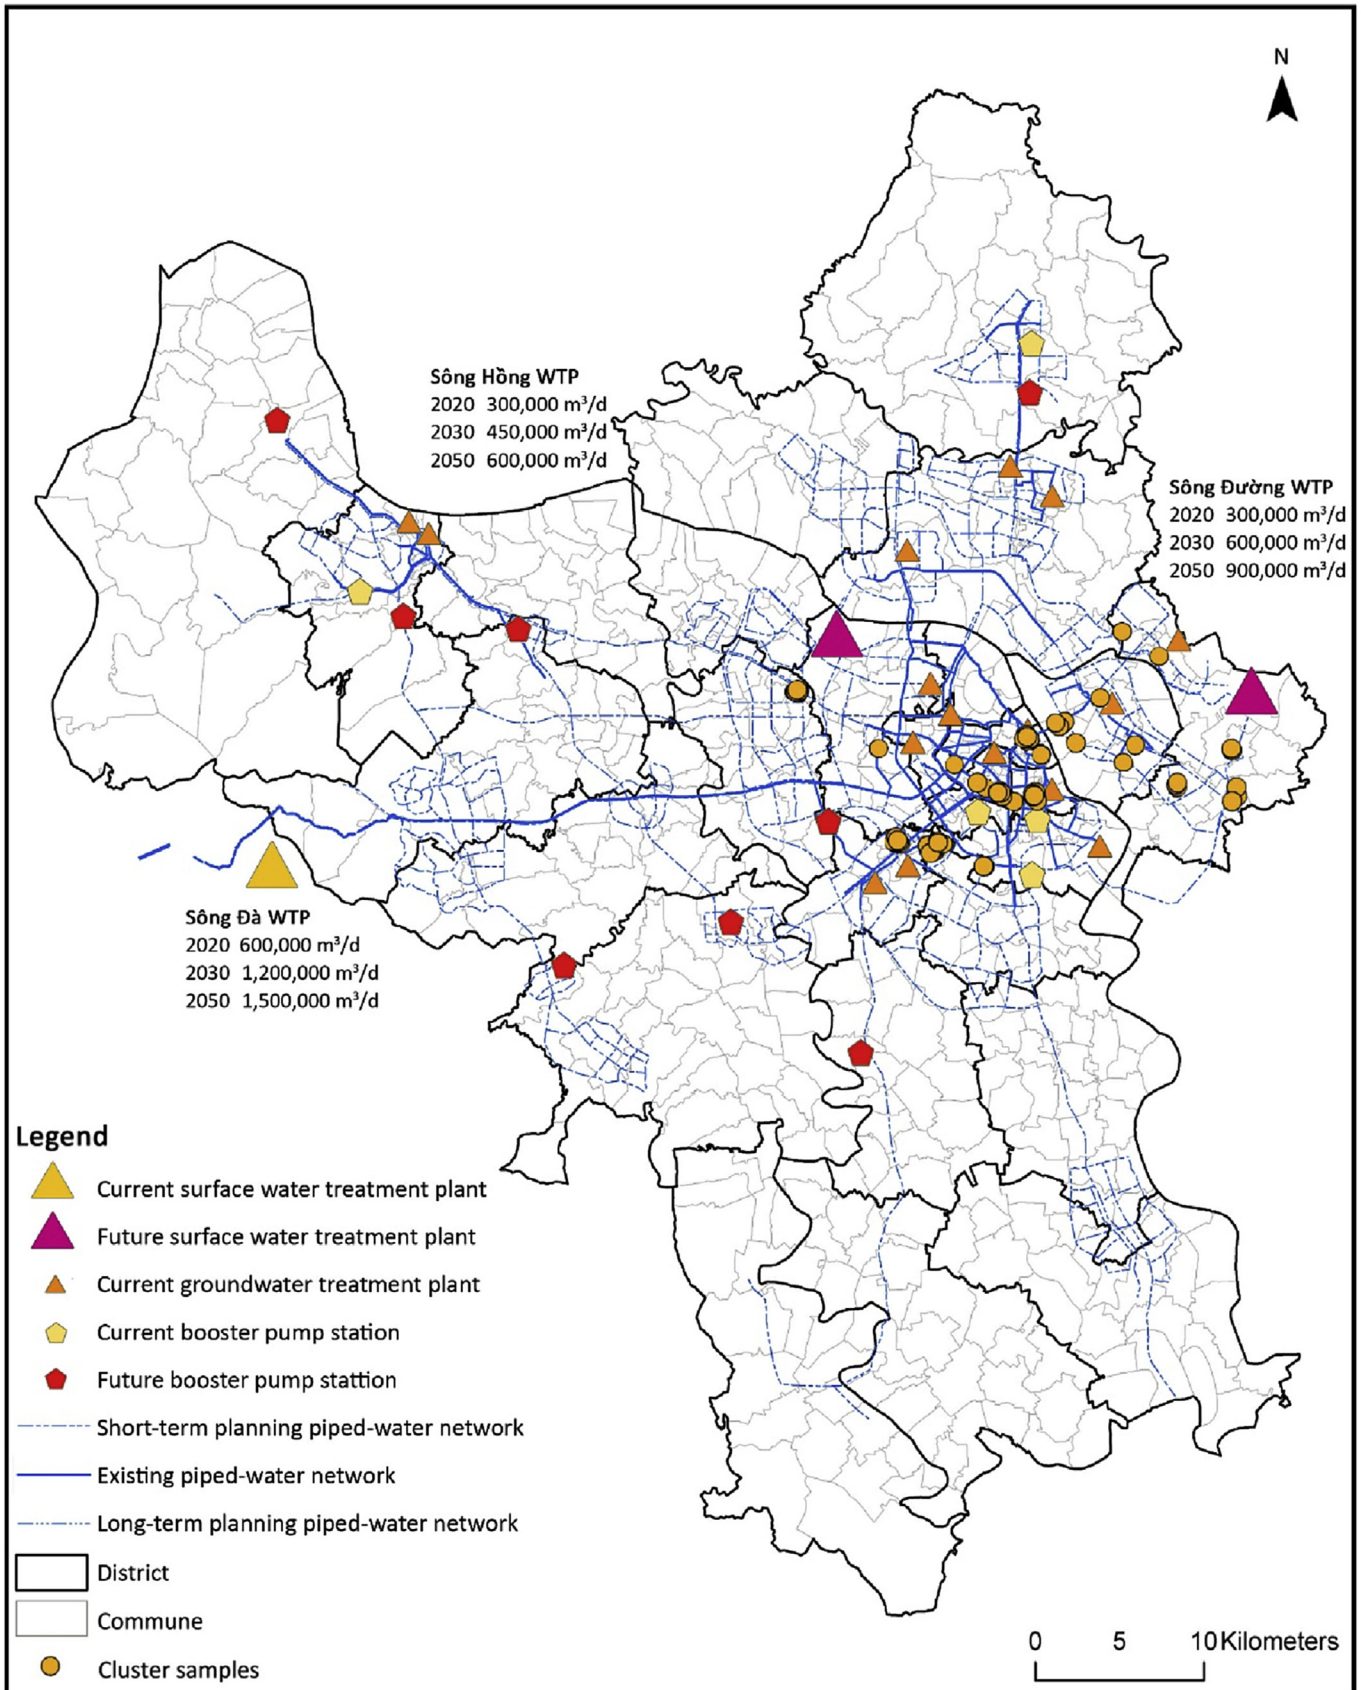 N
Sông Hồng WTP
2020 300,000 m³/d
2030 450,000 m³/d
2050 600,000 m³/d
Sông Đường WTP
2020 300,000 m³/d
2030 600,000 m³/d
2050 900,000 m³/d
Sông Đà WTP
2020 600,000 m³/d
2030 1,200,000 m³/d
2050 1,500,000 m³/d
Legend
Current surface water treatment plant
Future surface water treatment plant
Current groundwater treatment plant
Current booster pump station
Future booster pump stattion
Short-term planning piped-water network
Existing piped-water network
Long-term planning piped-water network
District
Commune
Cluster samples
0 5 10 Kilometers